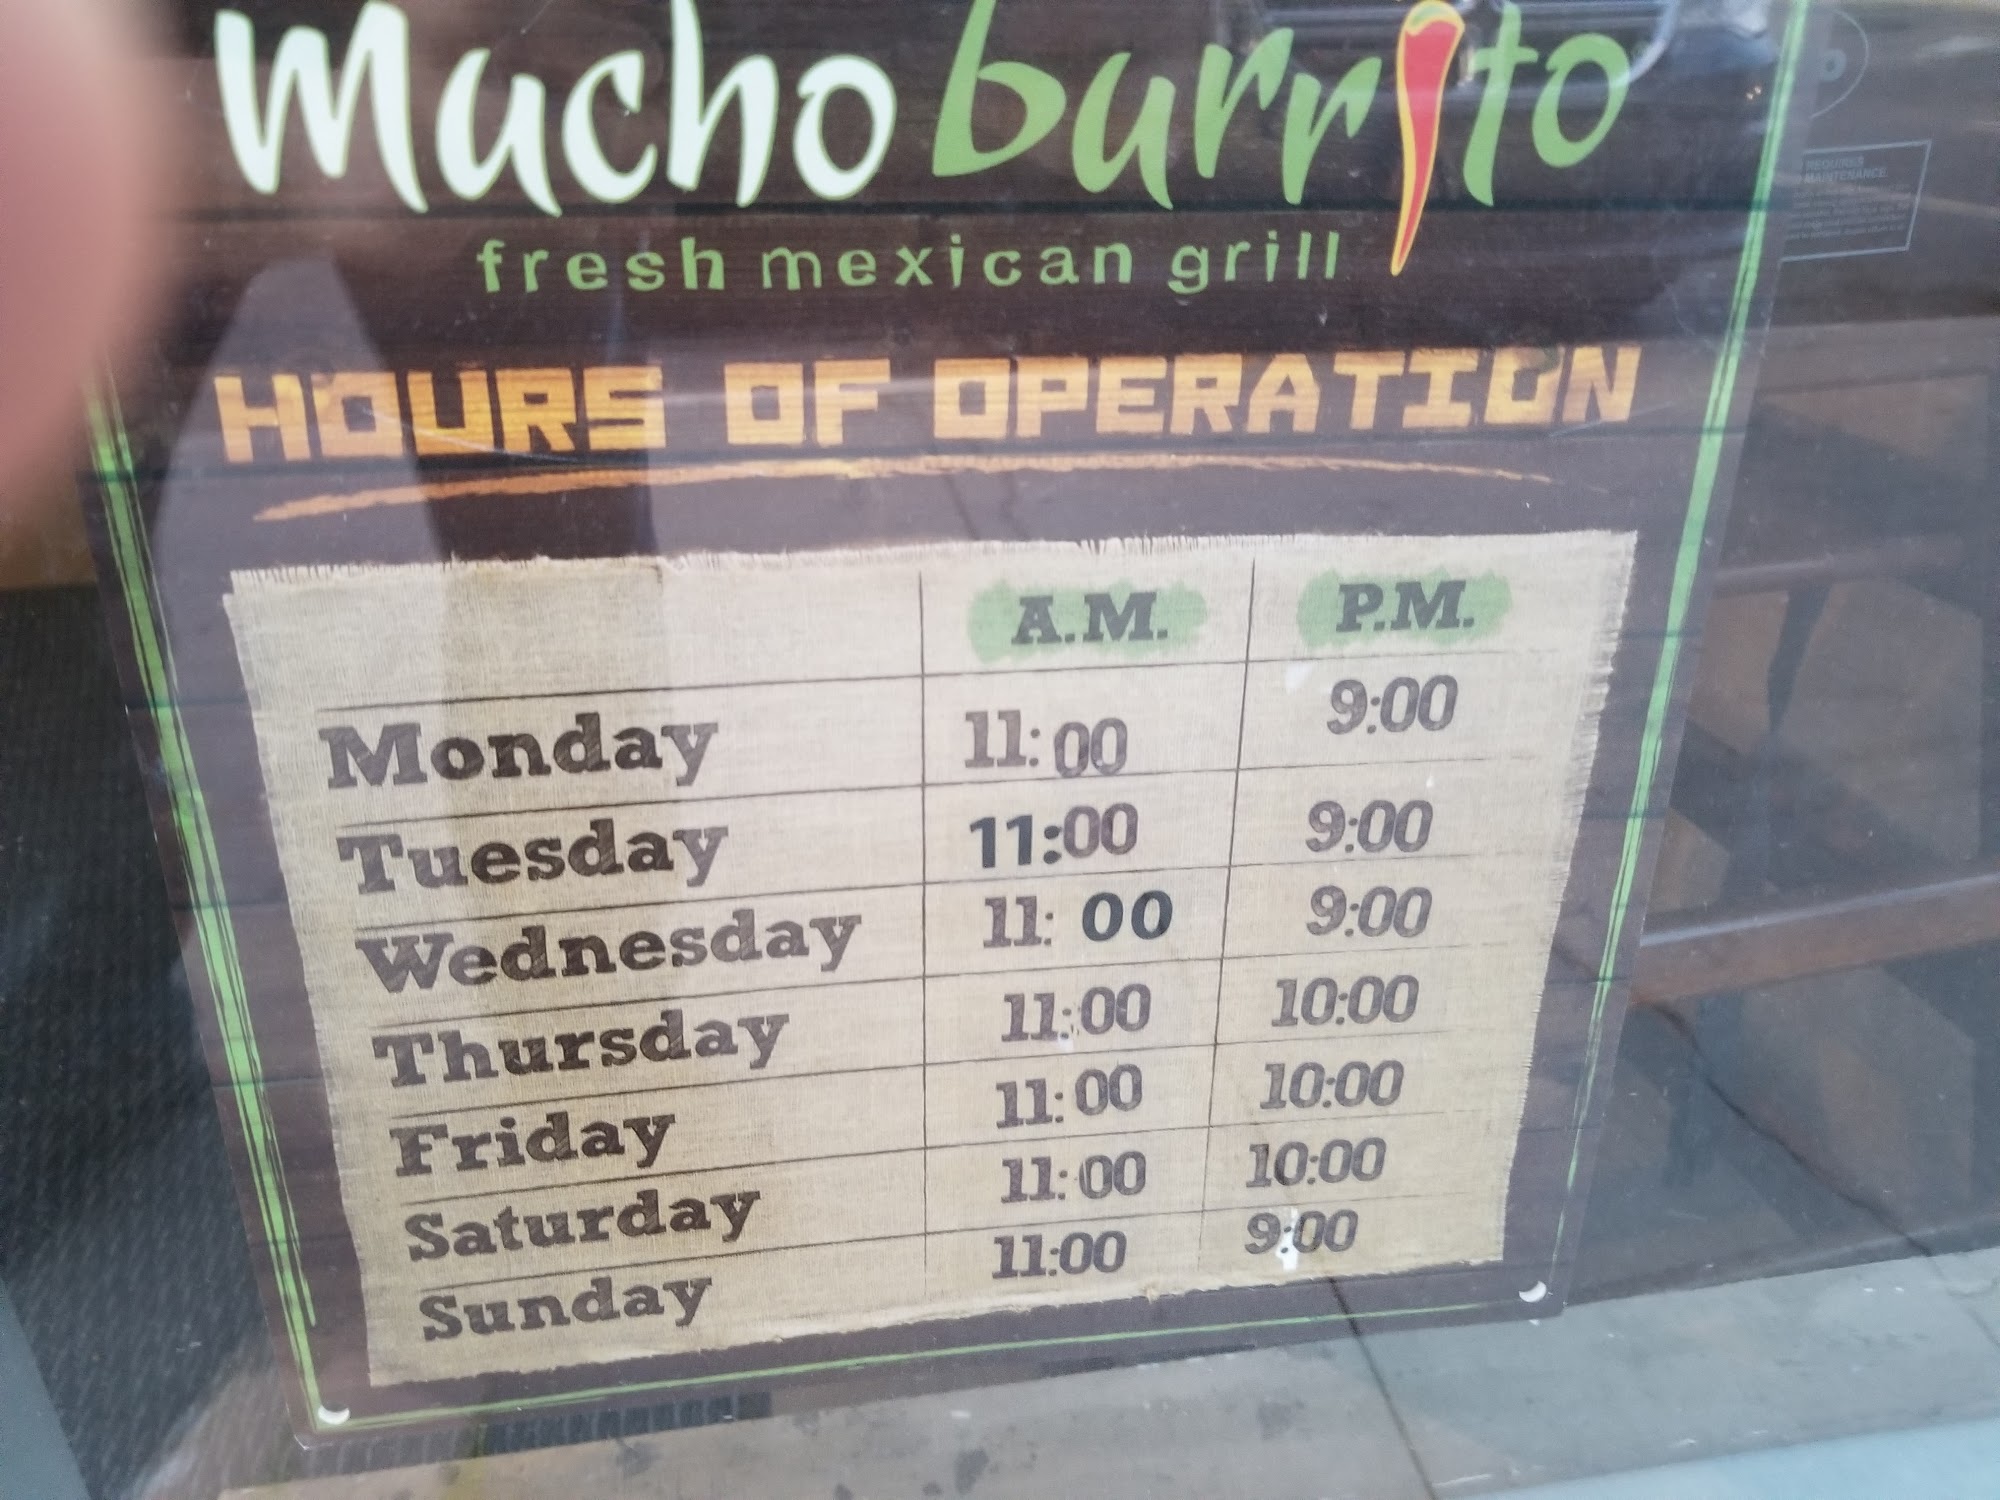 mucho burrito
fresh mexican grill
HOURS OF OPERATION
A.M. P.M.
Monday 11:00 9:00
Tuesday 11:00 9:00
Wednesday 11: 00 9:00
Thursday 11:00 10:00
Friday 11:00 10:00
Saturday 11:00 10:00
Sunday 11:00 9:00
REQUIRES
MAINTENANCE